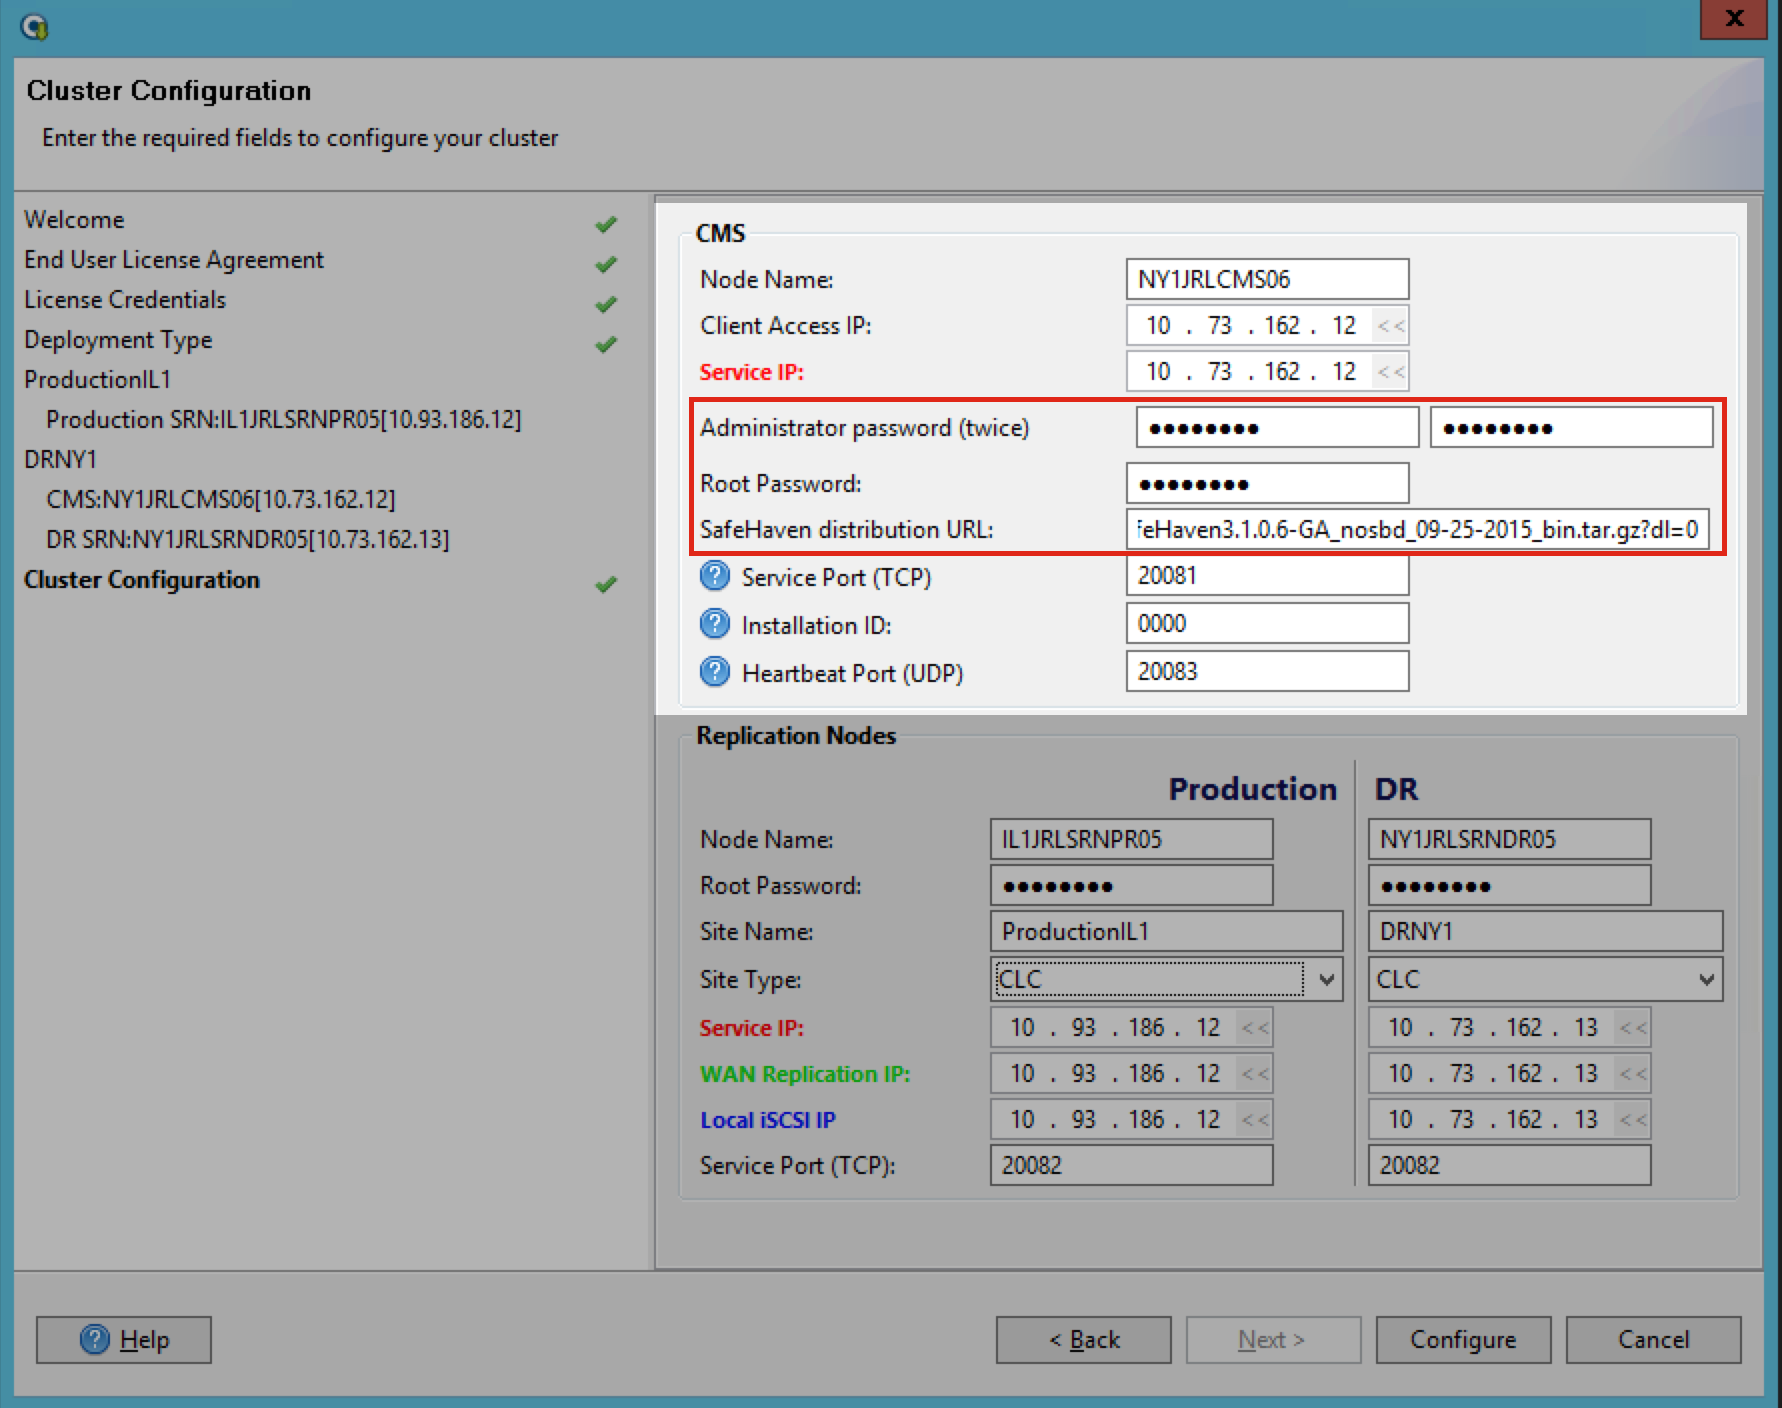 X
Cluster Configuration
Enter the required fields to configure your cluster
Welcome
End User License Agreement
License Credentials
Deployment Type
ProductionIL1
Production SRN:IL1JRLSRNPR05[10.93.186.12]
DRNY1
CMS:NY1JRLCMS06[10.73.162.12]
DR SRN:NY1JRLSRNDR05[10.73.162.13]
Cluster Configuration
CMS
Node Name: NY1JRLCMS06
Client Access IP: 10 . 73 . 162 . 12 <<
Service IP: 10 . 73 . 162 . 12 <<
Administrator password (twice) ●●●●●●●● ●●●●●●●●
Root Password: ●●●●●●●●
SafeHaven distribution URL: feHaven3.1.0.6-GA_nosbd_09-25-2015_bin.tar.gz?dl=0
? Service Port (TCP) 20081
? Installation ID: 0000
? Heartbeat Port (UDP) 20083
Replication Nodes
Production DR
Node Name: IL1JRLSRNPR05 NY1JRLSRNDR05
Root Password: ●●●●●●●● ●●●●●●●●
Site Name: ProductionIL1 DRNY1
Site Type: CLC CLC
Service IP: 10 . 93 . 186 . 12 << 10 . 73 . 162 . 13 <<
WAN Replication IP: 10 . 93 . 186 . 12 << 10 . 73 . 162 . 13 <<
Local iSCSI IP 10 . 93 . 186 . 12 << 10 . 73 . 162 . 13 <<
Service Port (TCP): 20082 20082
? Help < Back Next > Configure Cancel